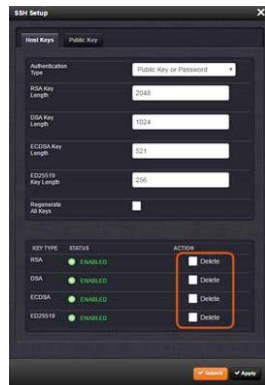 SSH Setup
Host Keys
Public Key
Authentication Type
Public Key or Password
RSA Key Length
2048
DSA Key Length
1024
ECDSA Key Length
521
ED25519 Key Length
256
Regenerate All Keys
KEY TYPE STATUS ACTION
RSA ENABLED Delete
DSA ENABLED Delete
ECDSA ENABLED Delete
ED25519 ENABLED Delete
Submit
Apply